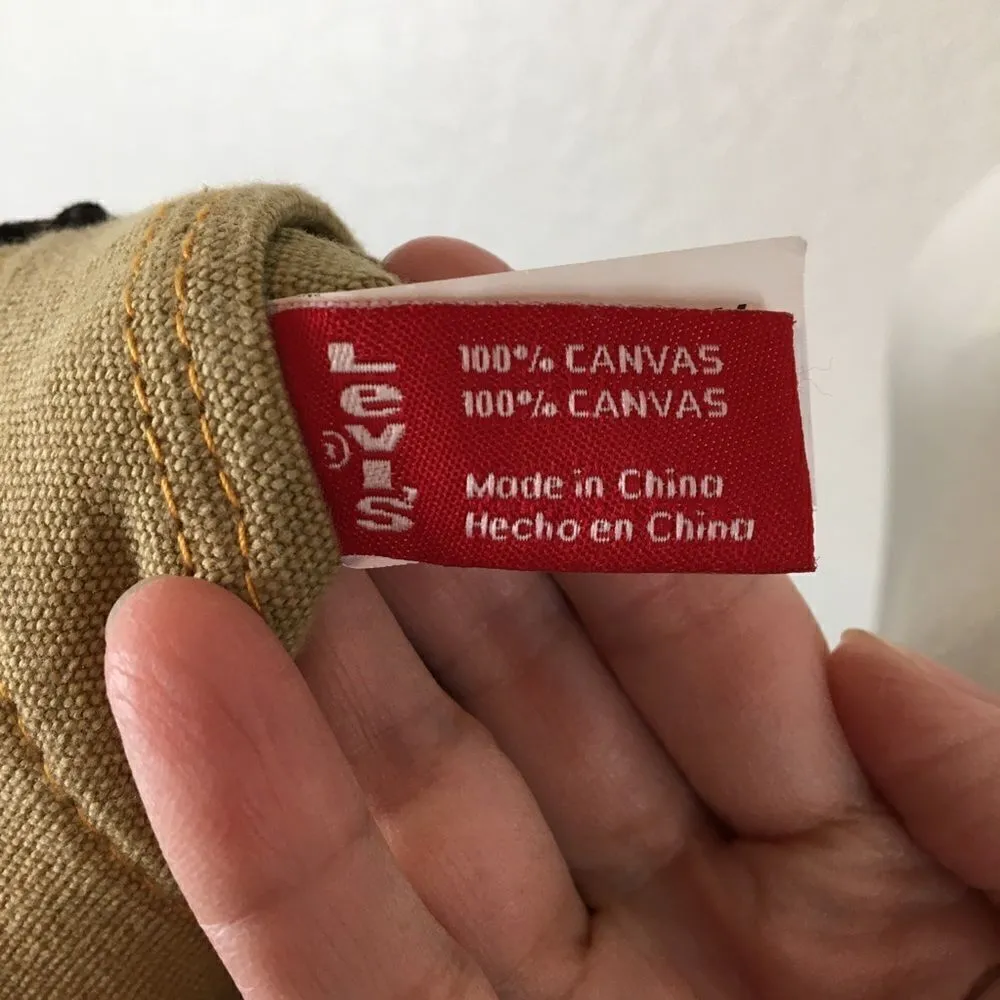 Levi's®
100% CANVAS
100% CANVAS
Made in China
Hecho en China